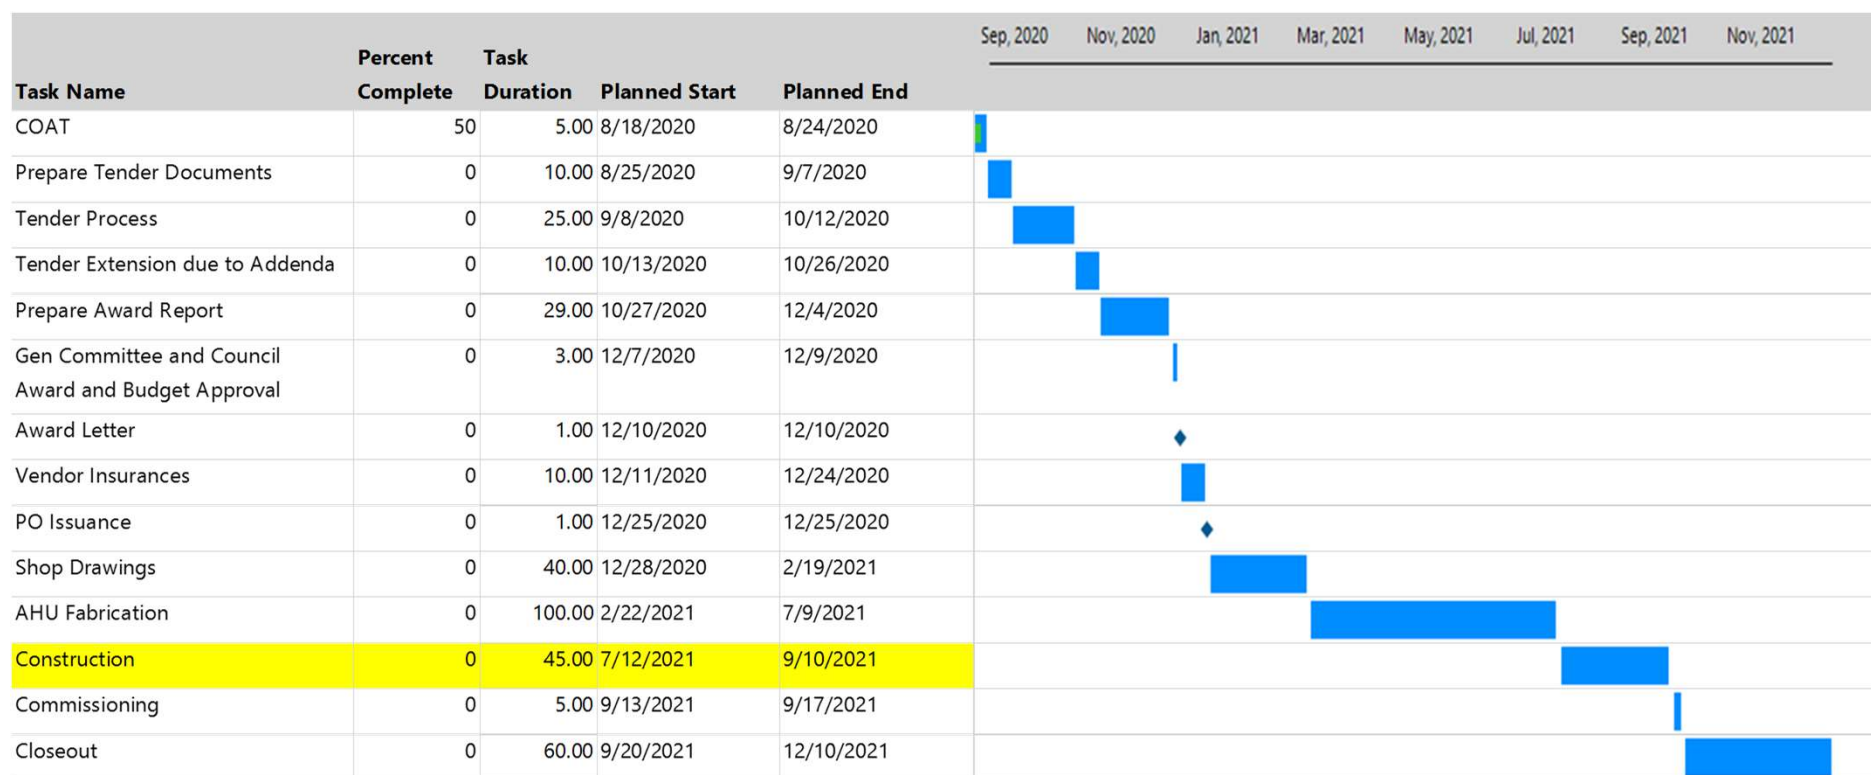 Sep, 2020 Nov, 2020 Jan, 2021 Mar, 2021 May, 2021 Jul, 2021 Sep, 2021 Nov, 2021
Percent Task
Task Name Complete Duration Planned Start Planned End
COAT 50 5.00 8/18/2020 8/24/2020
Prepare Tender Documents 0 10.00 8/25/2020 9/7/2020
Tender Process 0 25.00 9/8/2020 10/12/2020
Tender Extension due to Addenda 0 10.00 10/13/2020 10/26/2020
Prepare Award Report 0 29.00 10/27/2020 12/4/2020
Gen Committee and Council 0 3.00 12/7/2020 12/9/2020
Award and Budget Approval
Award Letter 0 1.00 12/10/2020 12/10/2020
Vendor Insurances 0 10.00 12/11/2020 12/24/2020
PO Issuance 0 1.00 12/25/2020 12/25/2020
Shop Drawings 0 40.00 12/28/2020 2/19/2021
AHU Fabrication 0 100.00 2/22/2021 7/9/2021
Construction 0 45.00 7/12/2021 9/10/2021
Commissioning 0 5.00 9/13/2021 9/17/2021
Closeout 0 60.00 9/20/2021 12/10/2021